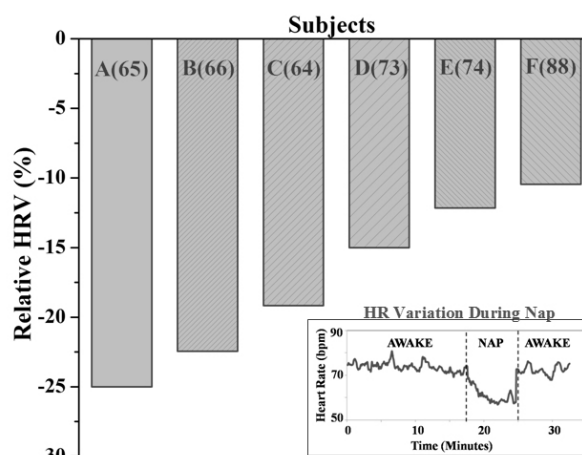 Subjects
0
A(65) B(66) C(64) D(73) E(74) F(88)
-5
-10
-15
-20
-25
30
Relative HRV (%)
HR Variation During Nap
90
70
50
Heart Rate (bpm)
AWAKE NAP AWAKE
0 10 20 30
Time (Minutes)